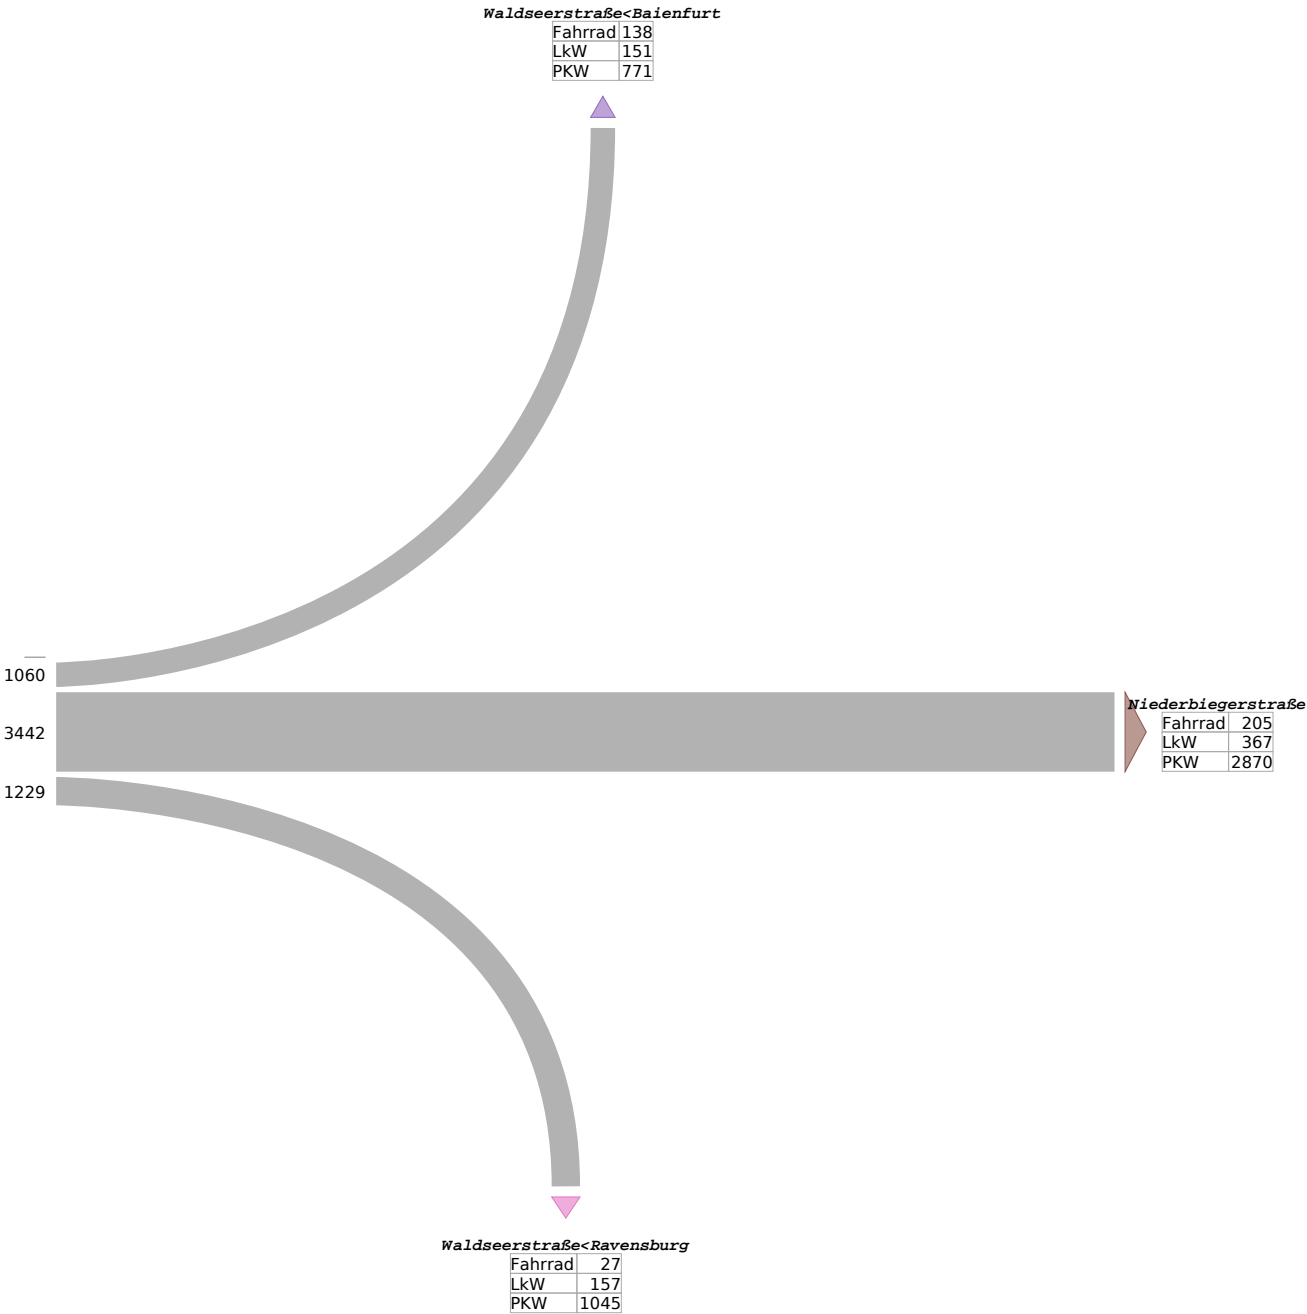 Waldseerstraße<Baienfurt
Fahrrad 138
LkW 151
PKW 771
1060
3442
1229
Niederbiegerstraße
Fahrrad 205
LkW 367
PKW 2870
Waldseerstraße<Ravensburg
Fahrrad 27
LkW 157
PKW 1045